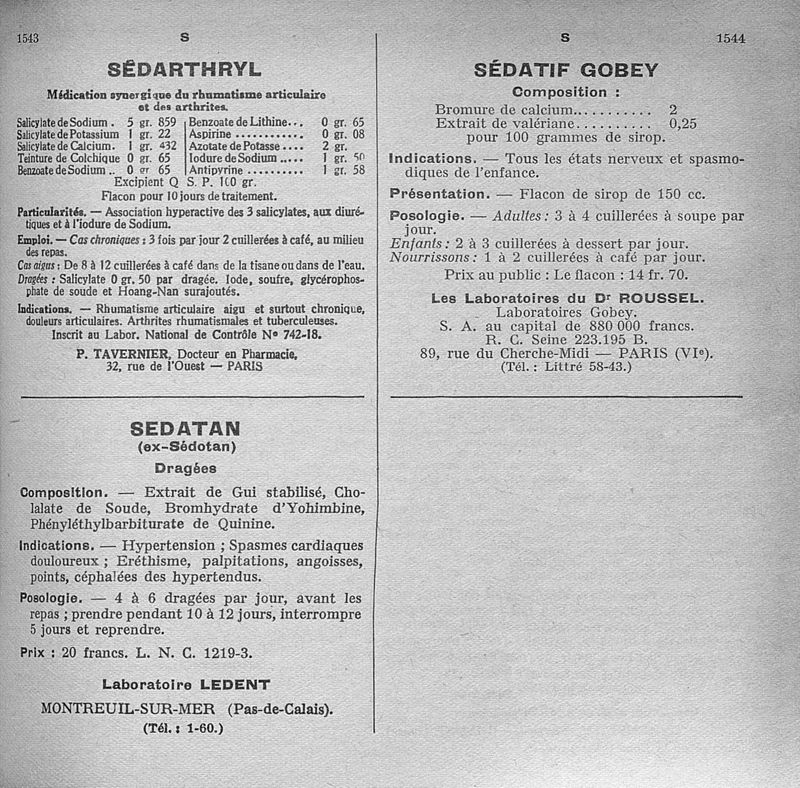 1543
S
SÉDARTHRYL
Médication synergique du rhumatisme articulaire
et des arthrites.
Salicylate de Sodium . 5 gr. 859
Salicylate de Potassium 1 gr. 22
Salicylate de Calcium. 1 gr. 432
Teinture de Colchique 0 gr. 65
Benzoate de Sodium .. 0 gr 65
Benzoate de Lithine... 0 gr. 65
Aspirine ........... 0 gr. 08
Azotate de Potasse .... 2 gr.
Iodure de Sodium ..... 1 gr. 50
Antipyrine .......... 1 gr. 58
Excipient Q S. P. 100 gr.
Flacon pour 10 jours de traitement.
Particularités. — Association hyperactive des 3 salicylates, aux diuré-
tiques et à l'iodure de Sodium.
Emploi. — Cas chroniques : 3 fois par jour 2 cuillerées à café, au milieu
des repas.
Cas aigus : De 8 à 12 cuillerées à café dans de la tisane ou dans de l'eau.
Dragées : Salicylate 0 gr. 50 par dragée. Iode, soufre, glycérophos-
phate de soude et Hoang-Nan surajoutés.
Indications. — Rhumatisme articulaire aigu et surtout chronique,
douleurs articulaires. Arthrites rhumatismales et tuberculeuses.
Inscrit au Labor. National de Contrôle N° 742-18.
P. TAVERNIER, Docteur en Pharmacie,
32, rue de l'Ouest — PARIS
SEDATAN
(ex-Sédotan)
Dragées
Composition. — Extrait de Gui stabilisé, Cho-
lalate de Soude, Bromhydrate d'Yohimbine,
Phényléthylbarbiturate de Quinine.
Indications. — Hypertension ; Spasmes cardiaques
douloureux ; Eréthisme, palpitations, angoisses,
points, céphalées des hypertendus.
Posologie. — 4 à 6 dragées par jour, avant les
repas ; prendre pendant 10 à 12 jours, interrompre
5 jours et reprendre.
Prix : 20 francs. L. N. C. 1219-3.
Laboratoire LEDENT
MONTREUIL-SUR-MER (Pas-de-Calais).
(Tél. : 1-60.)
S
1544
SÉDATIF GOBEY
Composition :
Bromure de calcium........... 2
Extrait de valériane.......... 0,25
pour 100 grammes de sirop.
Indications. — Tous les états nerveux et spasmo-
diques de l'enfance.
Présentation. — Flacon de sirop de 150 cc.
Posologie. — Adultes : 3 à 4 cuillerées à soupe par
jour.
Enfants : 2 à 3 cuillerées à dessert par jour.
Nourrissons : 1 à 2 cuillerées à café par jour.
Prix au public : Le flacon : 14 fr. 70.
Les Laboratoires du Dr ROUSSEL.
Laboratoires Gobey.
S. A. au capital de 880 000 francs.
R. C. Seine 223.195 B.
89, rue du Cherche-Midi — PARIS (VIe).
(Tél. : Littré 58-43.)